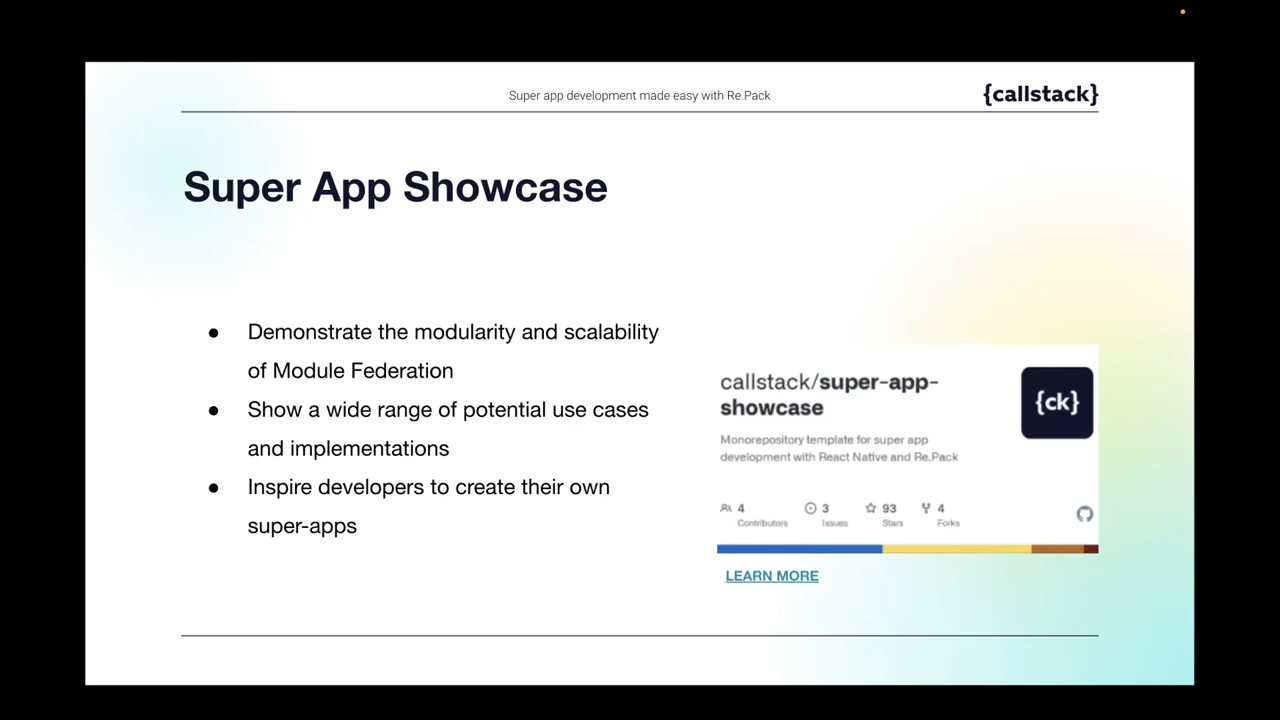 Super app development made easy with Re.Pack
{callstack}
Super App Showcase
● Demonstrate the modularity and scalability
of Module Federation
● Show a wide range of potential use cases
and implementations
● Inspire developers to create their own
super-apps
callstack/super-app-
showcase
{ck}
Monorepository template for super app
development with React Native and Re.Pack
4 3 93 4
Contributors Issues Stars Forks
LEARN MORE